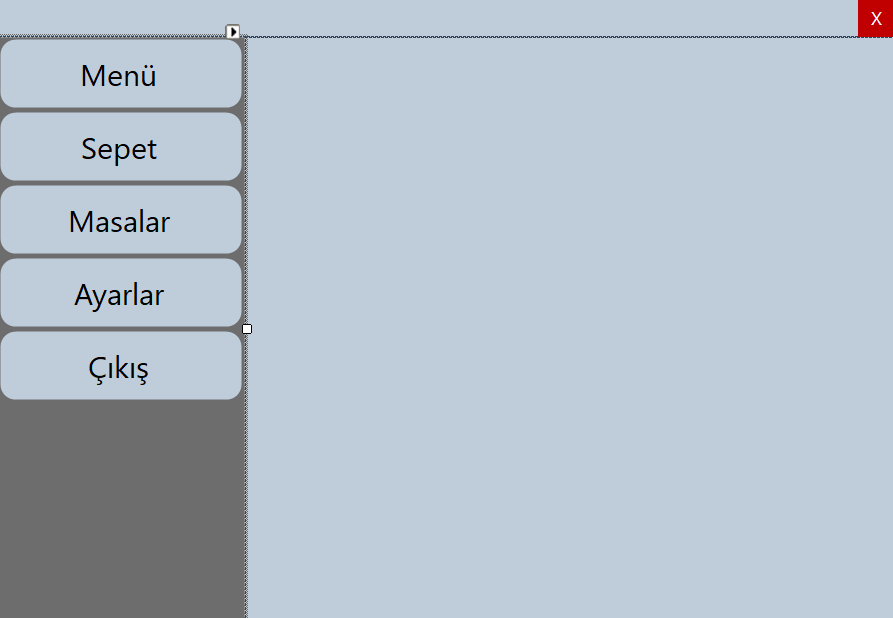 X
Menü
Sepet
Masalar
Ayarlar
Çıkış